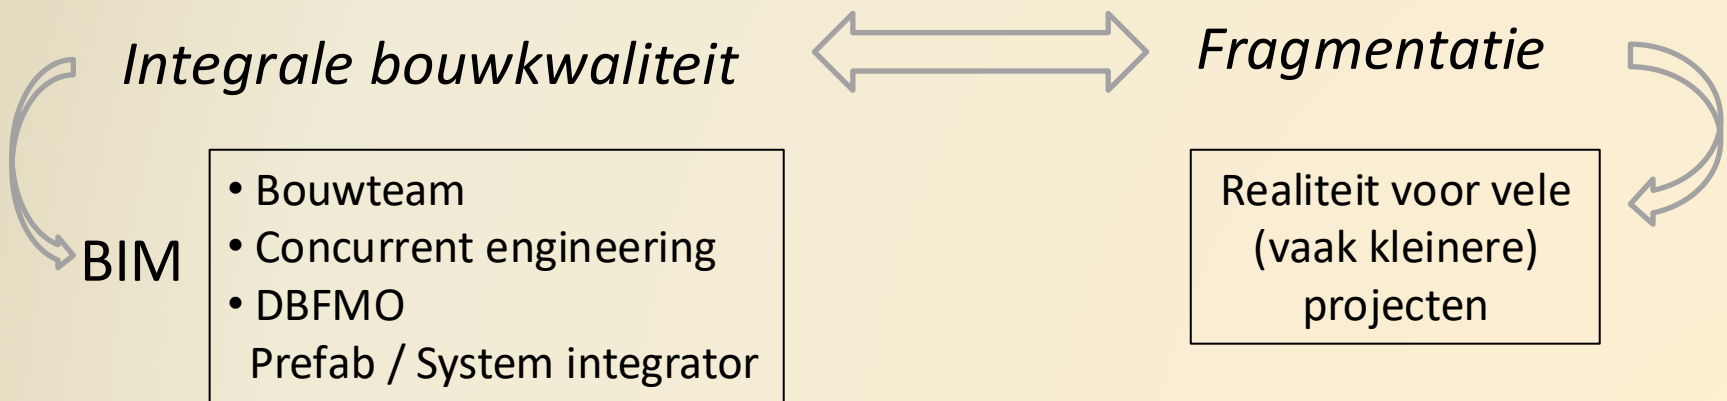 Integrale bouwkwaliteit
Fragmentatie
BIM
• Bouwteam
• Concurrent engineering
• DBFMO
Prefab / System integrator
Realiteit voor vele
(vaak kleinere)
projecten